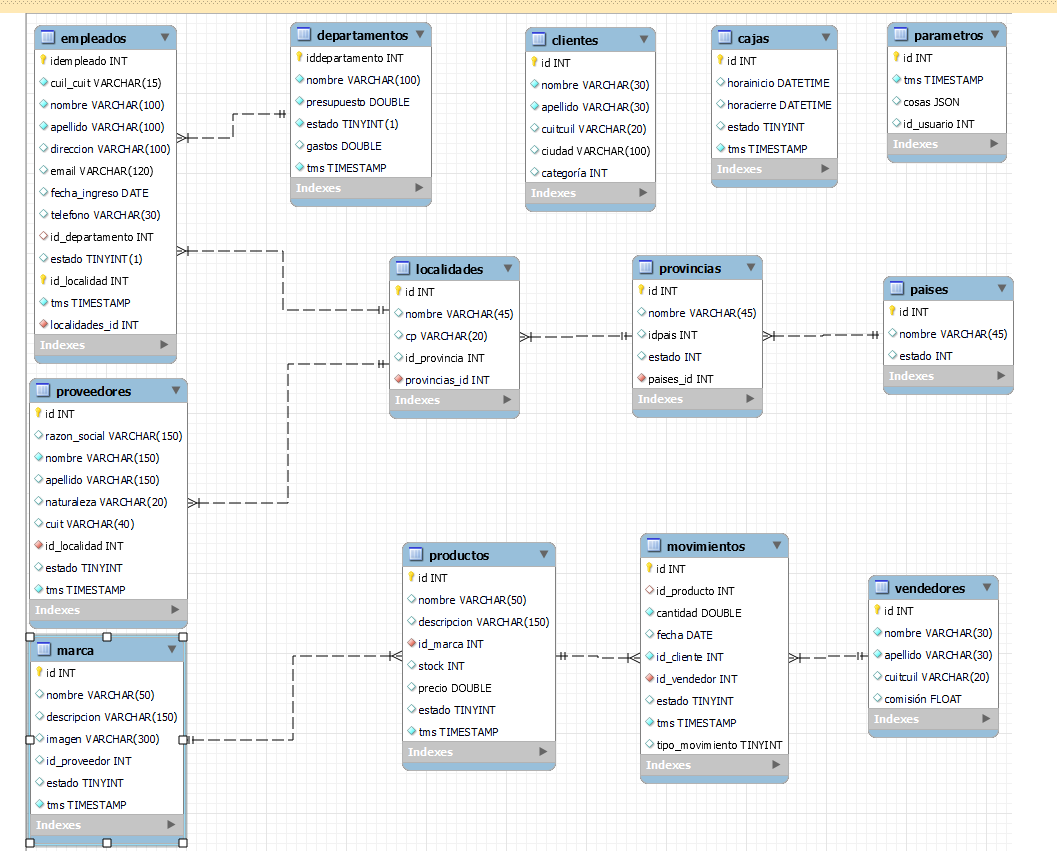 empleados
idempleado INT
cuil_cuit VARCHAR(15)
nombre VARCHAR(100)
apellido VARCHAR(100)
direccion VARCHAR(100)
email VARCHAR(120)
fecha_ingreso DATE
telefono VARCHAR(30)
id_departamento INT
estado TINYINT(1)
id_localidad INT
tms TIMESTAMP
localidades_id INT
Indexes
departamentos
iddepartamento INT
nombre VARCHAR(100)
presupuesto DOUBLE
estado TINYINT(1)
gastos DOUBLE
tms TIMESTAMP
Indexes
clientes
id INT
nombre VARCHAR(30)
apellido VARCHAR(30)
cuitcuil VARCHAR(20)
ciudad VARCHAR(100)
categoría INT
Indexes
cajas
id INT
horainicio DATETIME
horacierre DATETIME
estado TINYINT
tms TIMESTAMP
Indexes
parametros
id INT
tms TIMESTAMP
cosas JSON
id_usuario INT
Indexes
localidades
id INT
nombre VARCHAR(45)
cp VARCHAR(20)
id_provincia INT
provincias_id INT
Indexes
provincias
id INT
nombre VARCHAR(45)
idpais INT
estado INT
paises_id INT
Indexes
paises
id INT
nombre VARCHAR(45)
estado INT
Indexes
proveedores
id INT
razon_social VARCHAR(150)
nombre VARCHAR(150)
apellido VARCHAR(150)
naturaleza VARCHAR(20)
cuit VARCHAR(40)
id_localidad INT
estado TINYINT
tms TIMESTAMP
Indexes
marca
id INT
nombre VARCHAR(50)
descripcion VARCHAR(150)
imagen VARCHAR(300)
id_proveedor INT
estado TINYINT
tms TIMESTAMP
Indexes
productos
id INT
nombre VARCHAR(50)
descripcion VARCHAR(150)
id_marca INT
stock INT
precio DOUBLE
estado TINYINT
tms TIMESTAMP
Indexes
movimientos
id INT
id_producto INT
cantidad DOUBLE
fecha DATE
id_cliente INT
id_vendedor INT
estado TINYINT
tms TIMESTAMP
tipo_movimiento TINYINT
Indexes
vendedores
id INT
nombre VARCHAR(30)
apellido VARCHAR(30)
cuitcuil VARCHAR(20)
comisión FLOAT
Indexes